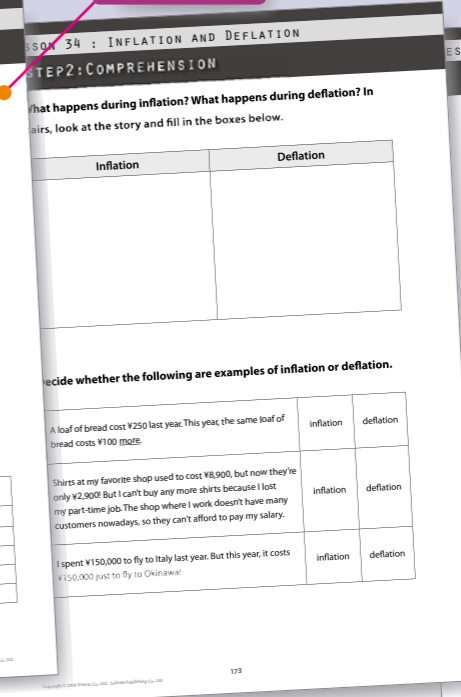 SSON 34 : INFLATION AND DEFLATION
STEP2:COMPREHENSION
What happens during inflation? What happens during deflation? In
airs, look at the story and fill in the boxes below.
Inflation Deflation
ecide whether the following are examples of inflation or deflation.
A loaf of bread cost ¥250 last year. This year, the same loaf of
bread costs ¥100 more.
inflation deflation
Shirts at my favorite shop used to cost ¥8,900, but now they're
only ¥2,900! But I can't buy any more shirts because I lost
my part-time job. The shop where I work doesn't have many
customers nowadays, so they can't afford to pay my salary.
inflation deflation
I spent ¥150,000 to fly to Italy last year. But this year, it costs
¥150,000 just to fly to Okinawa!
inflation deflation
173
ES